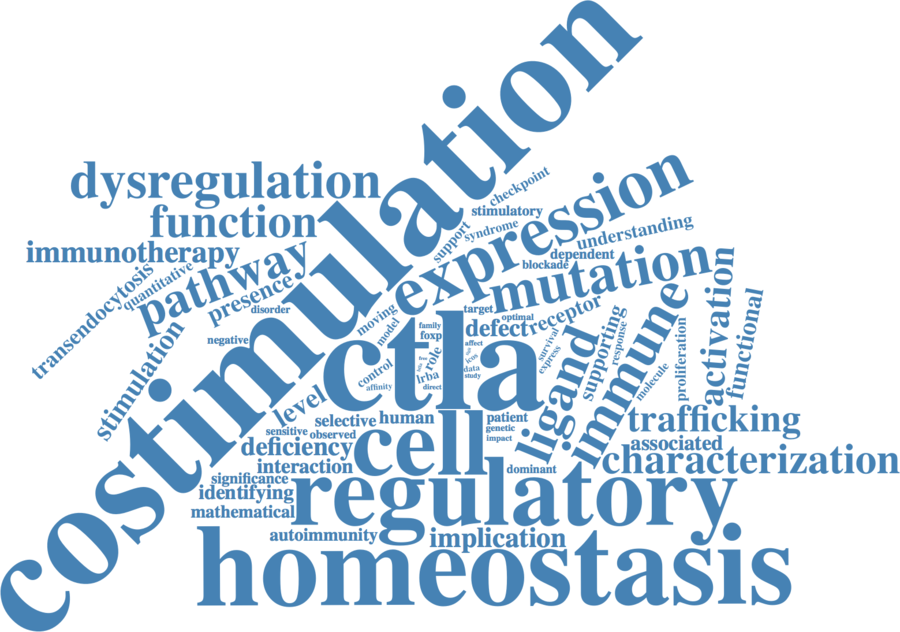 costimulation
checkpoint
dysregulation
stimulatory
expression
function
support
syndrome
understanding
immunotherapy
pathway
dependent
blockade
mutation
transendocytosis
quantitative
presence
disorder
moving
target
optimal
receptor
activation
functional
stimulation
negative
model
ctla
family
foxp
defect
affect
survival
express
ligand
supporting
response
immune
proliferation
molecule
role
free
icos
data
study
control
affinity
lrba
direct
level
selective
human
patient
genetic
impact
trafficking
sensitive
observed
cell
associated
deficiency
interaction
dominant
characterization
significance
identifying
regulatory
mathematical
autoimmunity
implication
homeostasis